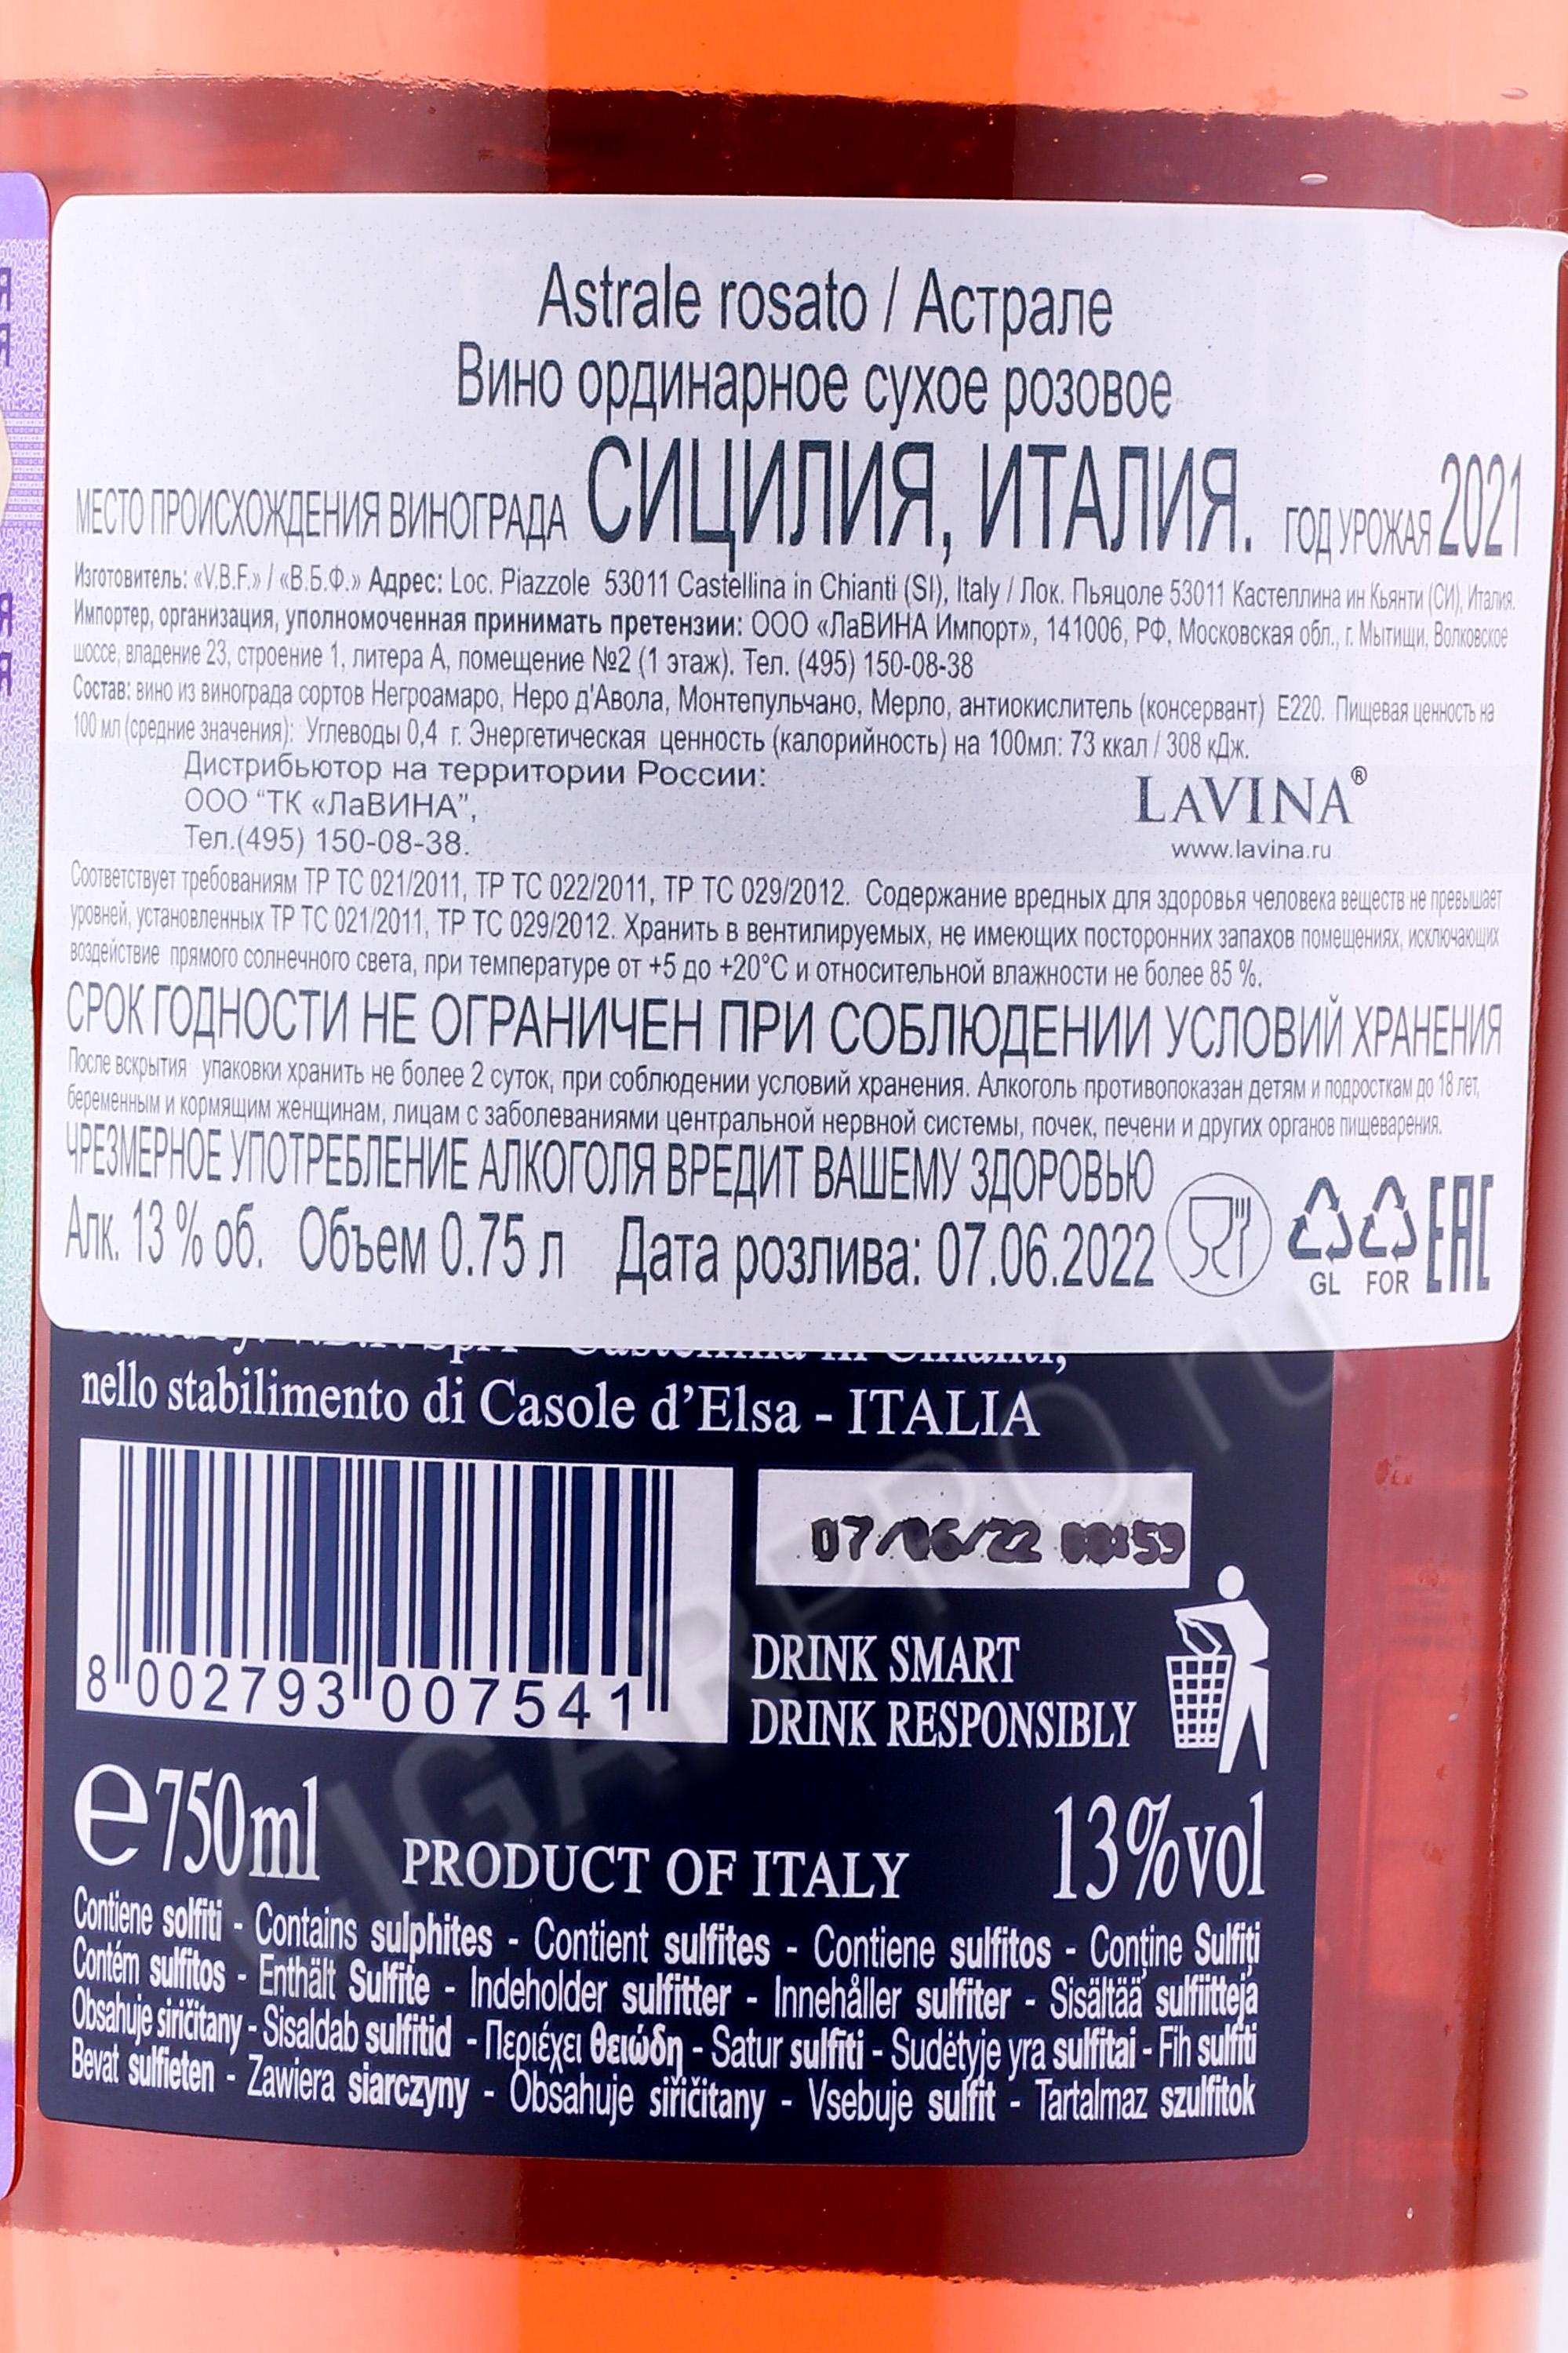 Astrale rosato / Астрале
Вино ординарное сухое розовое
МЕСТО ПРОИСХОЖДЕНИЯ ВИНОГРАДА СИЦИЛИЯ, ИТАЛИЯ. ГОД УРОЖАЯ 2021
Изготовитель: «V.B.F.» / «В.Б.Ф.» Адрес: Loc. Piazzole 53011 Castellina in Chianti (SI), Italy / Лок. Пьяцоле 53011 Кастеллина ин Кьянти (СИ), Италия.
Импортер, организация, уполномоченная принимать претензии: ООО «ЛаВИНА Импорт», 141006, РФ, Московская обл., г. Мытищи, Волковское
шоссе, владение 23, строение 1, литера А, помещение №2 (1 этаж). Тел. (495) 150-08-38
Состав: вино из винограда сортов Негроамаро, Неро д'Авола, Монтепульчано, Мерло, антиокислитель (консервант) Е220. Пищевая ценность на
100 мл (средние значения): Углеводы 0,4 г. Энергетическая ценность (калорийность) на 100мл: 73 ккал / 308 кДж.
Дистрибьютор на территории России:
ООО "ТК «ЛаВИНА",
Тел.(495) 150-08-38.
LAVINA®
www.lavina.ru
Соответствует требованиям ТР ТС 021/2011, ТР ТС 022/2011, ТР ТС 029/2012. Содержание вредных для здоровья человека веществ не превышает
уровней, установленных ТР ТС 021/2011, ТР ТС 029/2012. Хранить в вентилируемых, не имеющих посторонних запахов помещениях, исключающих
воздействие прямого солнечного света, при температуре от +5 до +20°С и относительной влажности не более 85 %.
СРОК ГОДНОСТИ НЕ ОГРАНИЧЕН ПРИ СОБЛЮДЕНИИ УСЛОВИЙ ХРАНЕНИЯ
После вскрытия упаковки хранить не более 2 суток, при соблюдении условий хранения. Алкоголь противопоказан детям и подросткам до 18 лет,
беременным и кормящим женщинам, лицам с заболеваниями центральной нервной системы, почек, печени и других органов пищеварения.
ЧРЕЗМЕРНОЕ УПОТРЕБЛЕНИЕ АЛКОГОЛЯ ВРЕДИТ ВАШЕМУ ЗДОРОВЬЮ
Алк. 13 % об. Объем 0.75 л Дата розлива: 07.06.2022
GL FOR EAC
nello stabilimento di Casole d'Elsa - ITALIA
07/06/22
8 002793 007541
DRINK SMART
DRINK RESPONSIBLY
e 750ml PRODUCT OF ITALY 13%vol
Contiene solfiti - Contains sulphites - Contient sulfites - Contiene sulfitos - Conţine Sulfiţi
Contém sulfitos - Enthält Sulfite - Indeholder sulfitter - Innehåller sulfiter - Sisältää sulfiitteja
Obsahuje siričitany - Sisaldab sulfitid - Περιέχει θειώδη - Satur sulfiti - Sudėtyje yra sulfitai - Fih sulfiti
Bevat sulfieten - Zawiera siarczyny - Obsahuje siřičitany - Vsebuje sulfit - Tartalmaz szulfitok
CIGARPRO.ru